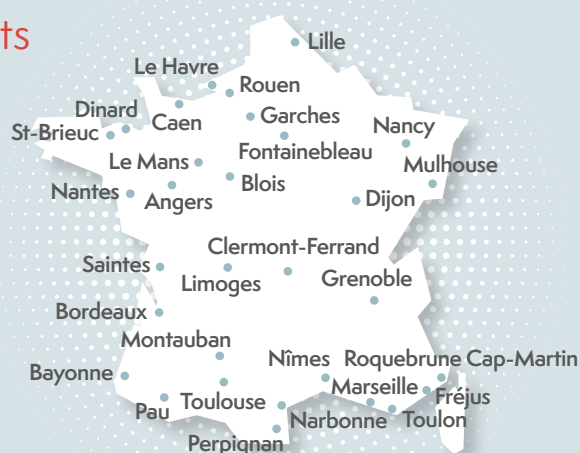 ts
Lille
Le Havre
Rouen
Dinard
Garches
St-Brieuc
Caen
Nancy
Fontainebleau
Le Mans
Mulhouse
Blois
Nantes
Angers
Dijon
Clermont-Ferrand
Saintes
Limoges
Grenoble
Bordeaux
Montauban
Nîmes
Roquebrune Cap-Martin
Bayonne
Marseille
Fréjus
Pau
Toulouse
Narbonne
Toulon
Perpignan